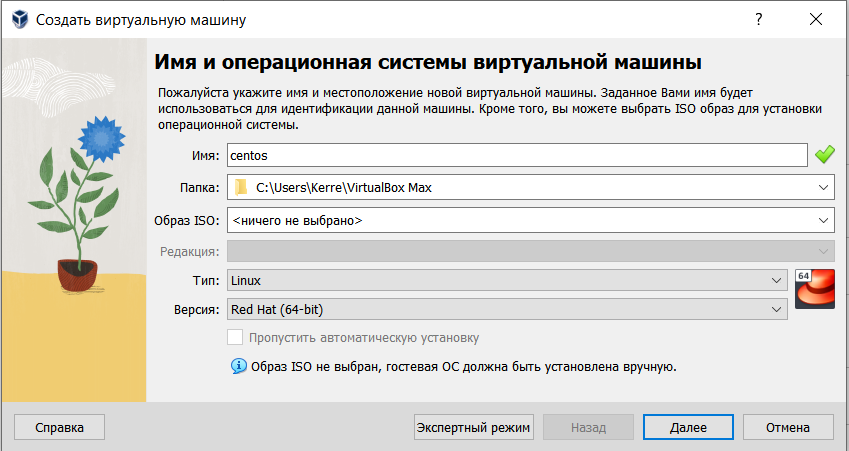 Создать виртуальную машину
?
Имя и операционная системы виртуальной машины
Пожалуйста укажите имя и местоположение новой виртуальной машины. Заданное Вами имя будет
использоваться для идентификации данной машины. Кроме того, вы можете выбрать ISO образ для установки
операционной системы.
Имя: centos
Папка: C:\Users\Kerre\VirtualBox Max
Образ ISO: <ничего не выбрано>
Редакция:
Тип: Linux
64
Версия: Red Hat (64-bit)
Пропустить автоматическую установку
Образ ISO не выбран, гостевая ОС должна быть установлена вручную.
Справка Экспертный режим Назад Далее Отмена